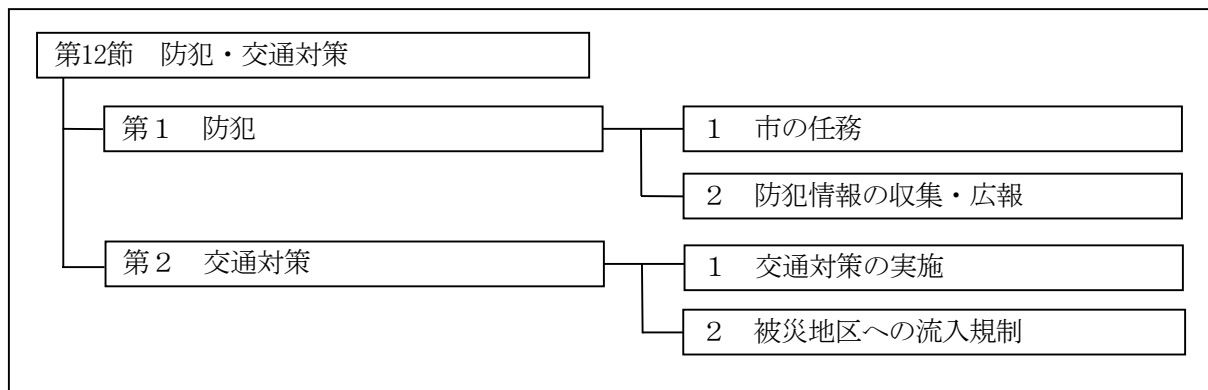 第12節　防犯・交通対策
第１　防犯
１　市の任務
２　防犯情報の収集・広報
第２　交通対策
１　交通対策の実施
２　被災地区への流入規制